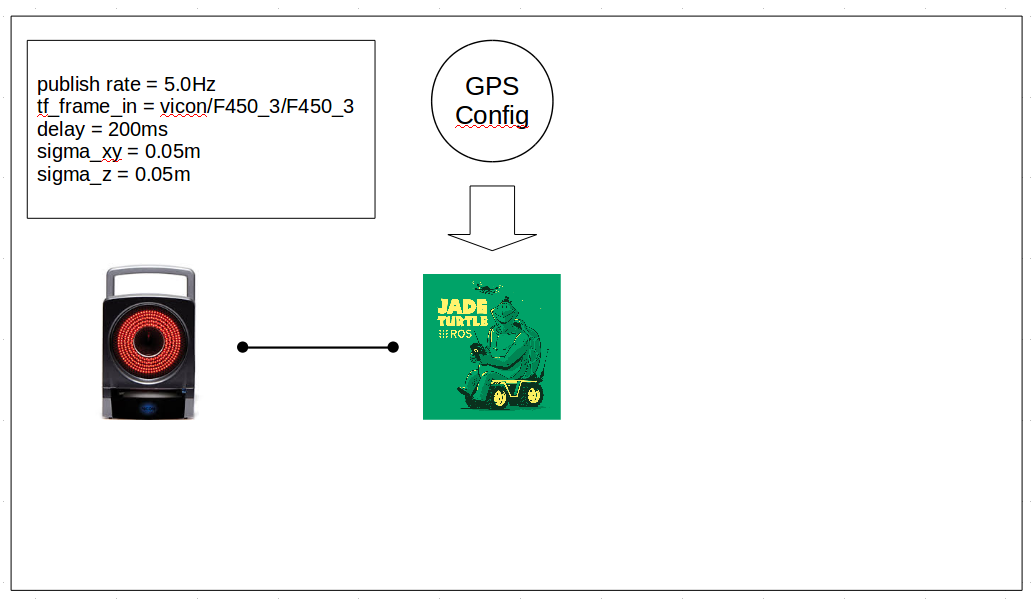 publish rate = 5.0Hz
tf_frame_in = vicon/F450_3/F450_3
delay = 200ms
sigma_xy = 0.05m
sigma_z = 0.05m
GPS
Config
JADE
TURTLE
ROS